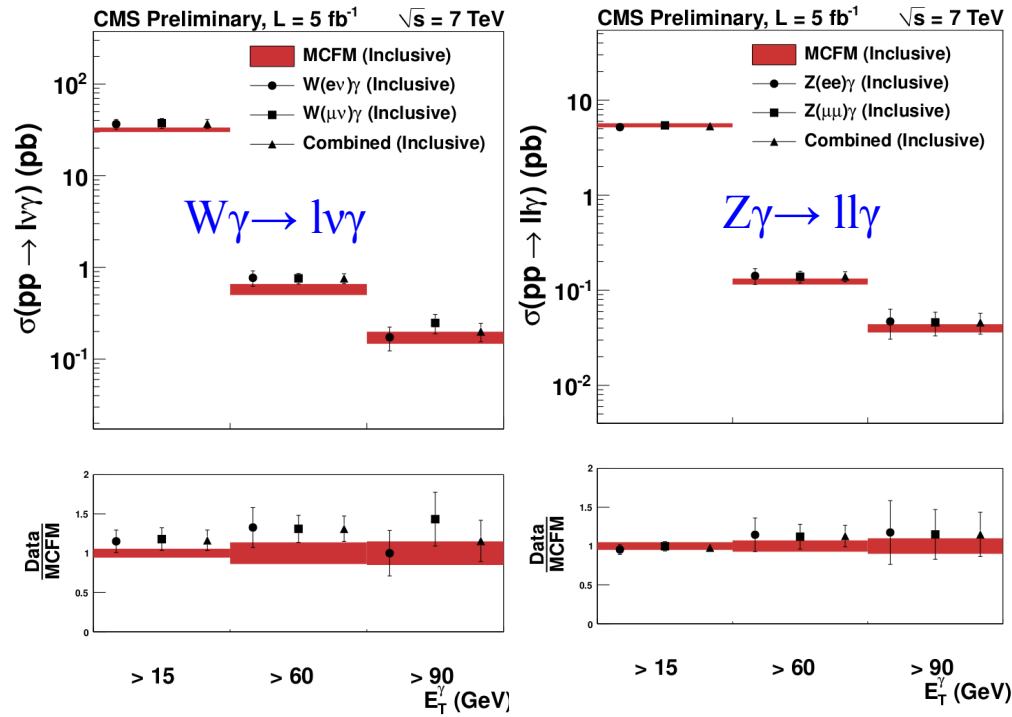 CMS Preliminary, L = 5 fb⁻¹ √s = 7 TeV
MCFM (Inclusive)
W(eν)γ (Inclusive)
W(μν)γ (Inclusive)
Combined (Inclusive)
Wγ→ lνγ
σ(pp → lνγ) (pb)
10²
10
1
10⁻¹
Data
MCFM
2
1.5
1
0.5
0
> 15 > 60 > 90
E_T^γ (GeV)
CMS Preliminary, L = 5 fb⁻¹ √s = 7 TeV
MCFM (Inclusive)
Z(ee)γ (Inclusive)
Z(μμ)γ (Inclusive)
Combined (Inclusive)
Zγ→ llγ
σ(pp → llγ) (pb)
10
1
10⁻¹
10⁻²
Data
MCFM
2
1.5
1
0.5
0
> 15 > 60 > 90
E_T^γ (GeV)